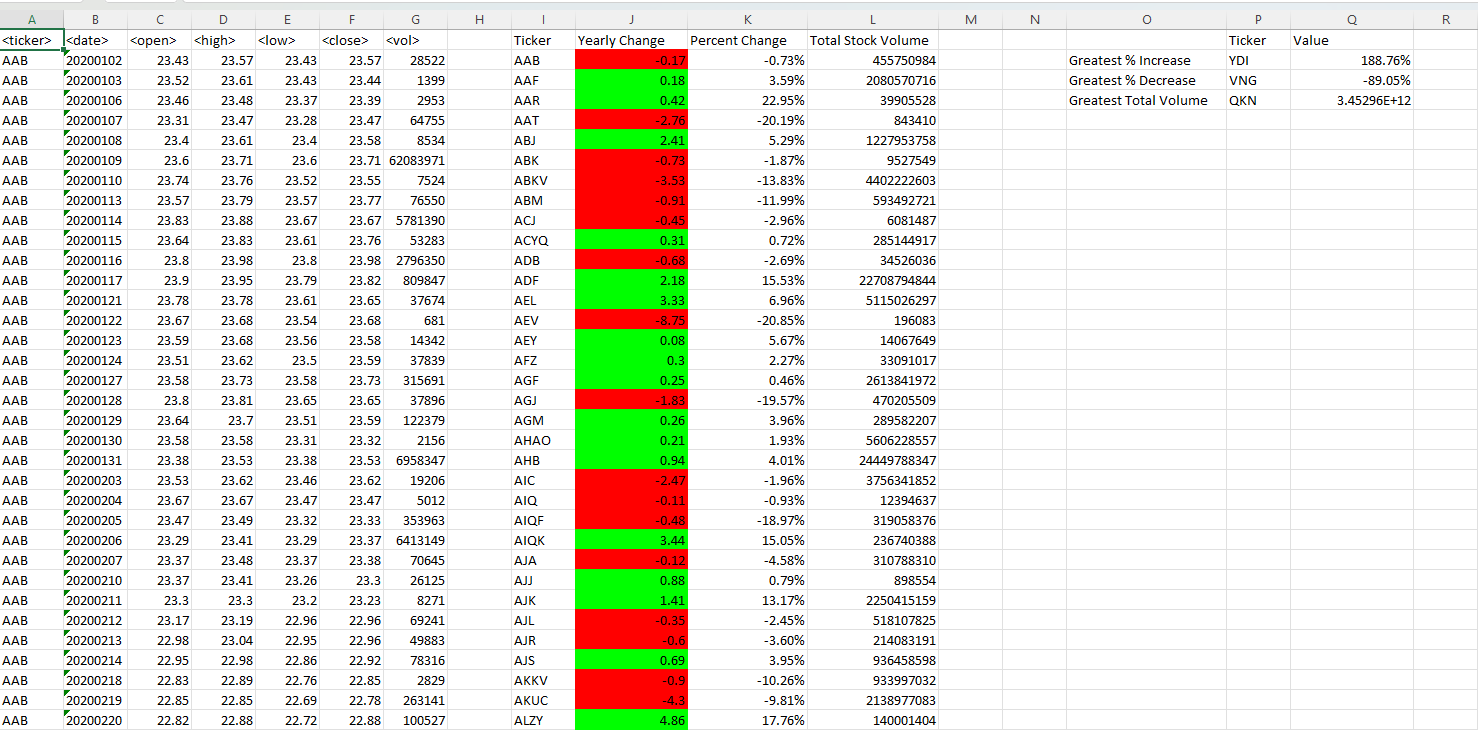 A B C D E F G H I J K L M N O P Q R
<ticker> <date> <open> <high> <low> <close> <vol> Ticker Yearly Change Percent Change Total Stock Volume Ticker Value
AAB 20200102 23.43 23.57 23.43 23.57 28522 AAB -0.17 -0.73% 455750984 Greatest % Increase YDI 188.76%
AAB 20200103 23.52 23.61 23.43 23.44 1399 AAF 0.18 3.59% 2080570716 Greatest % Decrease VNG -89.05%
AAB 20200106 23.46 23.48 23.37 23.39 2953 AAR 0.42 22.95% 39905528 Greatest Total Volume QKN 3.45296E+12
AAB 20200107 23.31 23.47 23.28 23.47 64755 AAT -2.76 -20.19% 843410
AAB 20200108 23.4 23.61 23.4 23.58 8534 ABJ 2.41 5.29% 1227953758
AAB 20200109 23.6 23.71 23.6 23.71 62083971 ABK -0.73 -1.87% 9527549
AAB 20200110 23.74 23.76 23.52 23.55 7524 ABKV -3.53 -13.83% 4402222603
AAB 20200113 23.57 23.79 23.57 23.77 76550 ABM -0.91 -11.99% 593492721
AAB 20200114 23.83 23.88 23.67 23.67 5781390 ACJ -0.45 -2.96% 6081487
AAB 20200115 23.64 23.83 23.61 23.76 53283 ACYQ 0.31 0.72% 285144917
AAB 20200116 23.8 23.98 23.8 23.98 2796350 ADB -0.68 -2.69% 34526036
AAB 20200117 23.9 23.95 23.79 23.82 809847 ADF 2.18 15.53% 22708794844
AAB 20200121 23.78 23.78 23.61 23.65 37674 AEL 3.33 6.96% 5115026297
AAB 20200122 23.67 23.68 23.54 23.68 681 AEV -8.75 -20.85% 196083
AAB 20200123 23.59 23.68 23.56 23.58 14342 AEY 0.08 5.67% 14067649
AAB 20200124 23.51 23.62 23.5 23.59 37839 AFZ 0.3 2.27% 33091017
AAB 20200127 23.58 23.73 23.58 23.73 315691 AGF 0.25 0.46% 2613841972
AAB 20200128 23.8 23.81 23.65 23.65 37896 AGJ -1.83 -19.57% 470205509
AAB 20200129 23.64 23.7 23.51 23.59 122379 AGM 0.26 3.96% 289582207
AAB 20200130 23.58 23.58 23.31 23.32 2156 AHAO 0.21 1.93% 5606228557
AAB 20200131 23.38 23.53 23.38 23.53 6958347 AHB 0.94 4.01% 24449788347
AAB 20200203 23.53 23.62 23.46 23.62 19206 AIC -2.47 -1.96% 3756341852
AAB 20200204 23.67 23.67 23.47 23.47 5012 AIQ -0.11 -0.93% 12394637
AAB 20200205 23.47 23.49 23.32 23.33 353963 AIQF -0.48 -18.97% 319058376
AAB 20200206 23.29 23.41 23.29 23.37 6413149 AIQK 3.44 15.05% 236740388
AAB 20200207 23.37 23.48 23.37 23.38 70645 AJA -0.12 -4.58% 310788310
AAB 20200210 23.37 23.41 23.26 23.3 26125 AJJ 0.88 0.79% 898554
AAB 20200211 23.3 23.3 23.2 23.23 8271 AJK 1.41 13.17% 2250415159
AAB 20200212 23.17 23.19 22.96 22.96 69241 AJL -0.35 -2.45% 518107825
AAB 20200213 22.98 23.04 22.95 22.96 49883 AJR -0.6 -3.60% 214083191
AAB 20200214 22.95 22.98 22.86 22.92 78316 AJS 0.69 3.95% 936458598
AAB 20200218 22.83 22.89 22.76 22.85 2829 AKKV -0.9 -10.26% 933997032
AAB 20200219 22.85 22.85 22.69 22.78 263141 AKUC -4.3 -9.81% 2138977083
AAB 20200220 22.82 22.88 22.72 22.88 100527 ALZY 4.86 17.76% 140001404